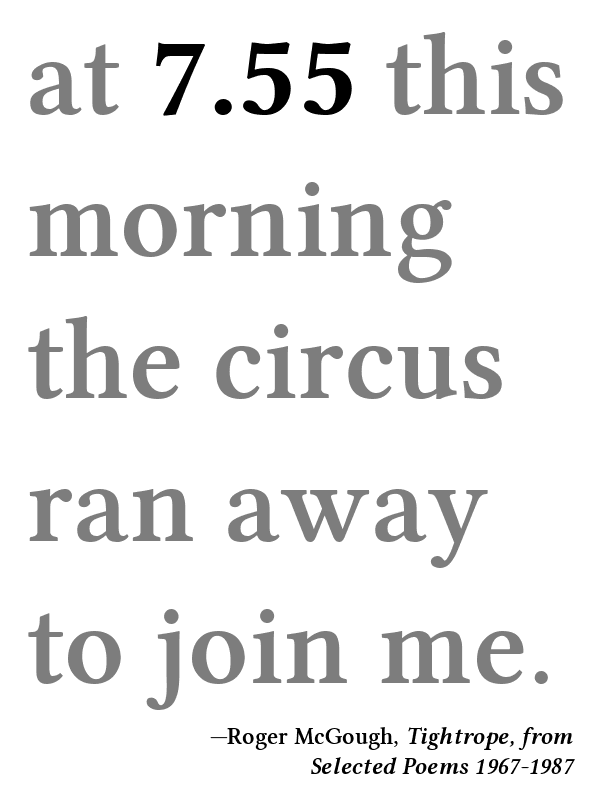 at 7.55 this
morning
the circus
ran away
to join me.
—Roger McGough, Tightrope, from
Selected Poems 1967-1987